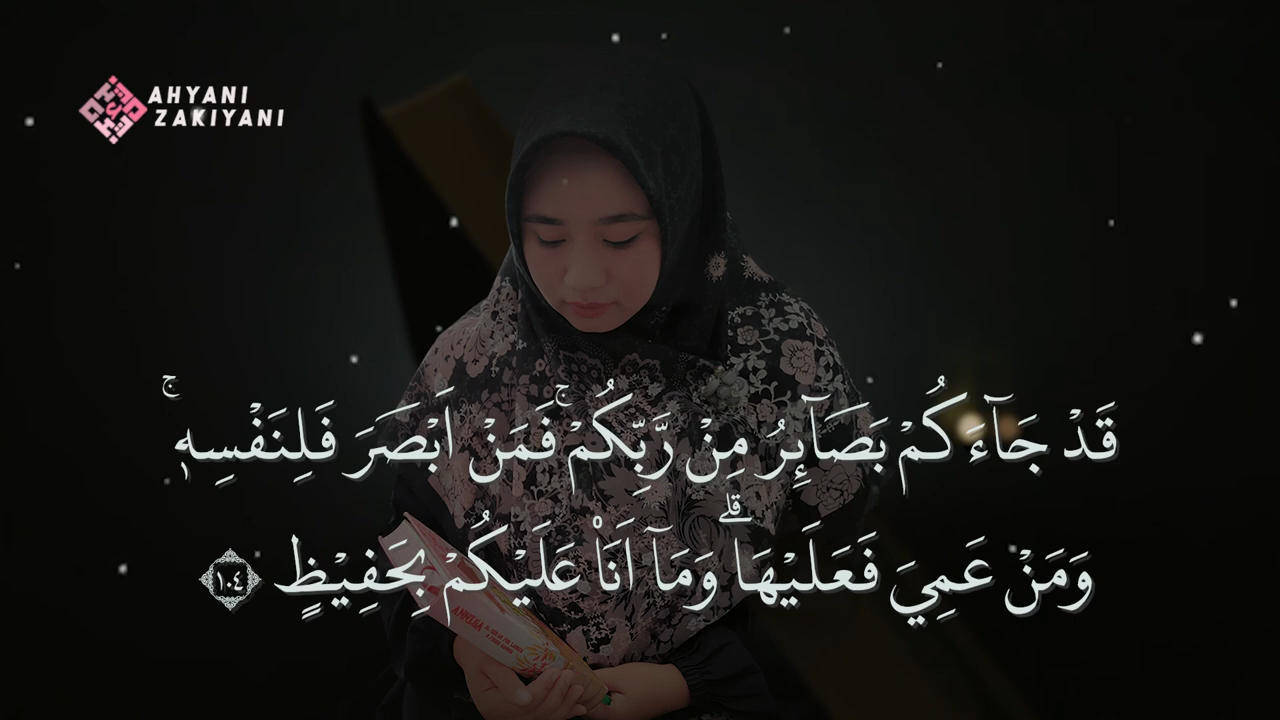 AHYANI
ZAKIYANI
قَدْ جَاۤءَكُمْ بَصَاۤىِٕرُ مِنْ رَّبِّكُمْۚ فَمَنْ اَبْصَرَ فَلِنَفْسِهٖۚ
وَمَنْ عَمِيَ فَعَلَيْهَاۗ وَمَآ اَنَا۠ عَلَيْكُمْ بِحَفِيْظٍ ١٠٤